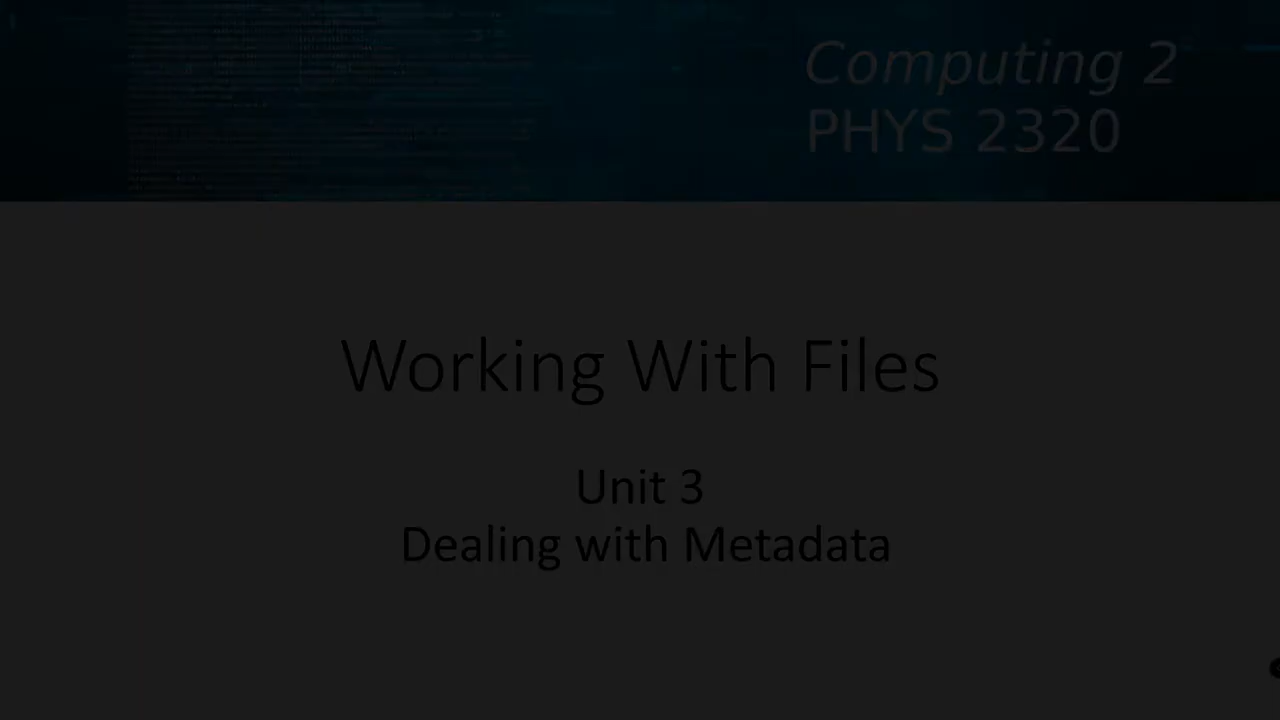 Computing 2
PHYS 2320
Working With Files
Unit 3
Dealing with Metadata